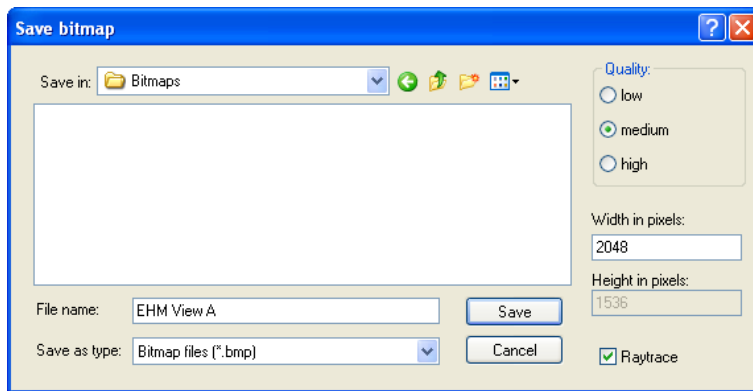 Save bitmap
Save in: Bitmaps
Quality:
low
medium
high
Width in pixels:
2048
Height in pixels:
1536
File name: EHM View A Save
Save as type: Bitmap files (*.bmp) Cancel
Raytrace